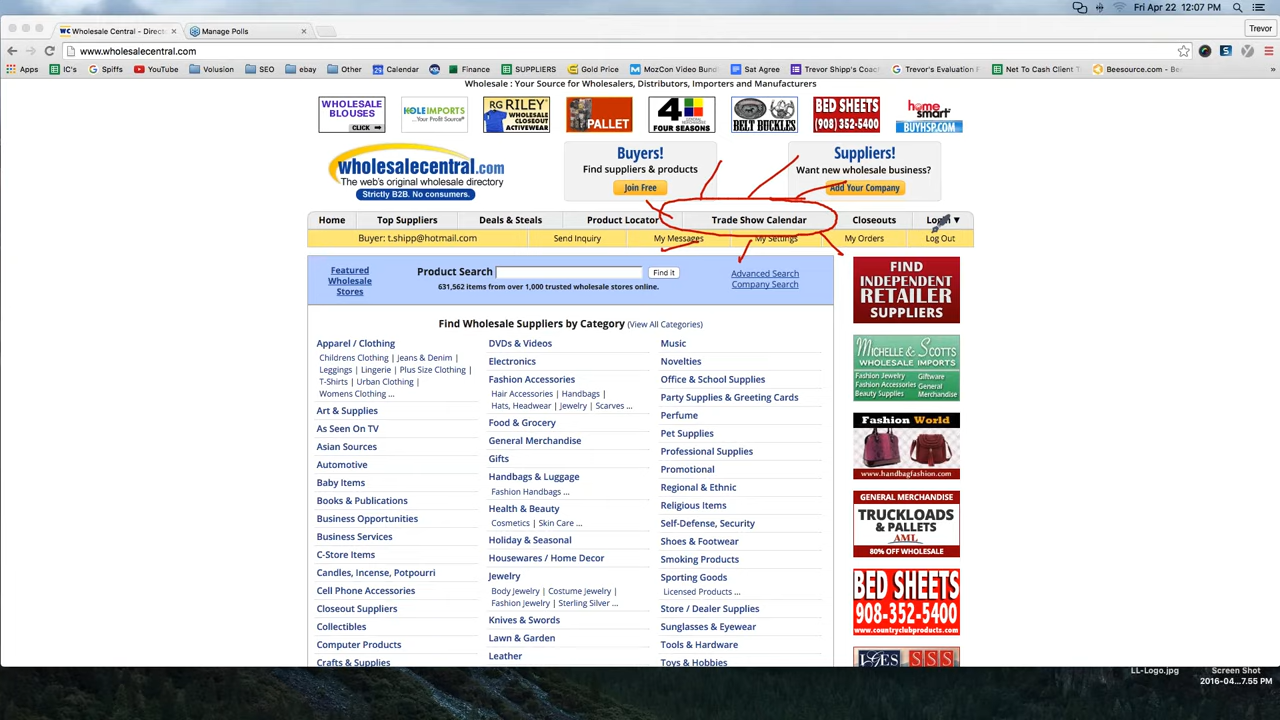 Fri Apr 22 12:07 PM
Wholesale Central - Direct
Manage Polls
Trevor
www.wholesalecentral.com
Apps IC's Spiffs YouTube Volusion SEO ebay Other Calendar Finance SUPPLIERS Gold Price MozCon Video Bund Sat Agree Trevor Shipp's Coach Trevor's Evaluation F Net To Cash Client T Beesource.com - Bee
Wholesale : Your Source for Wholesalers, Distributors, Importers and Manufacturers
WHOLESALE BLOUSES CLICK
KOLEIMPORTS ...Your Profit Source
RG RILEY WHOLESALE CLOSEOUT ACTIVEWEAR
PALLET
4 FOUR SEASONS
BELT BUCKLES
BED SHEETS (908) 352-5400
home smart BUYHSP.COM
wholesalecentral.com
The web's original wholesale directory
Strictly B2B. No consumers.
Buyers!
Find suppliers & products
Join Free
Suppliers!
Want new wholesale business?
Add Your Company
Home Top Suppliers Deals & Steals Product Locator Trade Show Calendar Closeouts Login
Buyer: t.shipp@hotmail.com Send Inquiry My Messages My Settings My Orders Log Out
Featured Wholesale Stores
Product Search Find it
631,562 items from over 1,000 trusted wholesale stores online.
Advanced Search
Company Search
Find Wholesale Suppliers by Category (View All Categories)
Apparel / Clothing
Childrens Clothing | Jeans & Denim |
Leggings | Lingerie | Plus Size Clothing |
T-Shirts | Urban Clothing |
Womens Clothing ...
Art & Supplies
As Seen On TV
Asian Sources
Automotive
Baby Items
Books & Publications
Business Opportunities
Business Services
C-Store Items
Candles, Incense, Potpourri
Cell Phone Accessories
Closeout Suppliers
Collectibles
Computer Products
Crafts & Supplies
DVDs & Videos
Electronics
Fashion Accessories
Hair Accessories | Handbags |
Hats, Headwear | Jewelry | Scarves ...
Food & Grocery
General Merchandise
Gifts
Handbags & Luggage
Fashion Handbags ...
Health & Beauty
Cosmetics | Skin Care ...
Holiday & Seasonal
Housewares / Home Decor
Jewelry
Body Jewelry | Costume Jewelry |
Fashion Jewelry | Sterling Silver ...
Knives & Swords
Lawn & Garden
Leather
Music
Novelties
Office & School Supplies
Party Supplies & Greeting Cards
Perfume
Pet Supplies
Professional Supplies
Promotional
Regional & Ethnic
Religious Items
Self-Defense, Security
Shoes & Footwear
Smoking Products
Sporting Goods
Licensed Products ...
Store / Dealer Supplies
Sunglasses & Eyewear
Tools & Hardware
Toys & Hobbies
FIND
INDEPENDENT
RETAILER
SUPPLIERS
MICHELLE & SCOTTS
WHOLESALE IMPORTS
Fashion Jewelry Giftware
Fashion Accessories General
Beauty Supplies Merchandise
Fashion World
www.handbagfashion.com
GENERAL MERCHANDISE
TRUCKLOADS
& PALLETS
AML
80% OFF WHOLESALE
BED SHEETS
908-352-5400
www.countryclubproducts.com
LL-Logo.jpg
Screen Shot
2016-04...7.55 PM